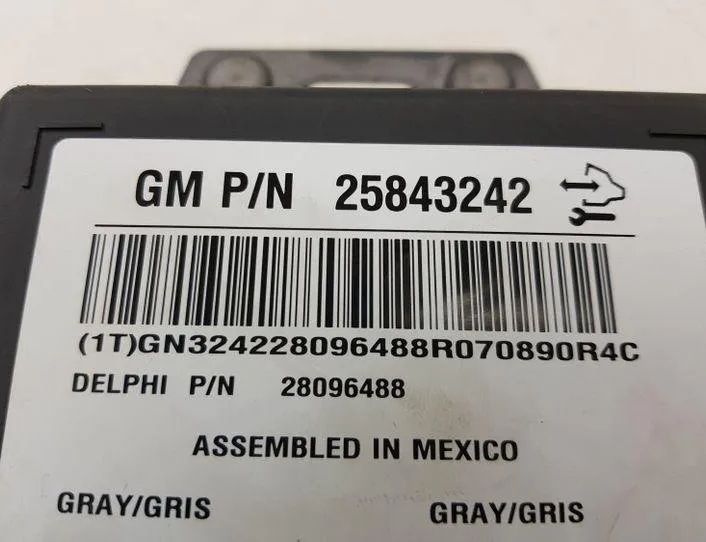 GM P/N 25843242
(1T)GN324228096488R070890R4C
DELPHI P/N 28096488
ASSEMBLED IN MEXICO
GRAY/GRIS GRAY/GRIS